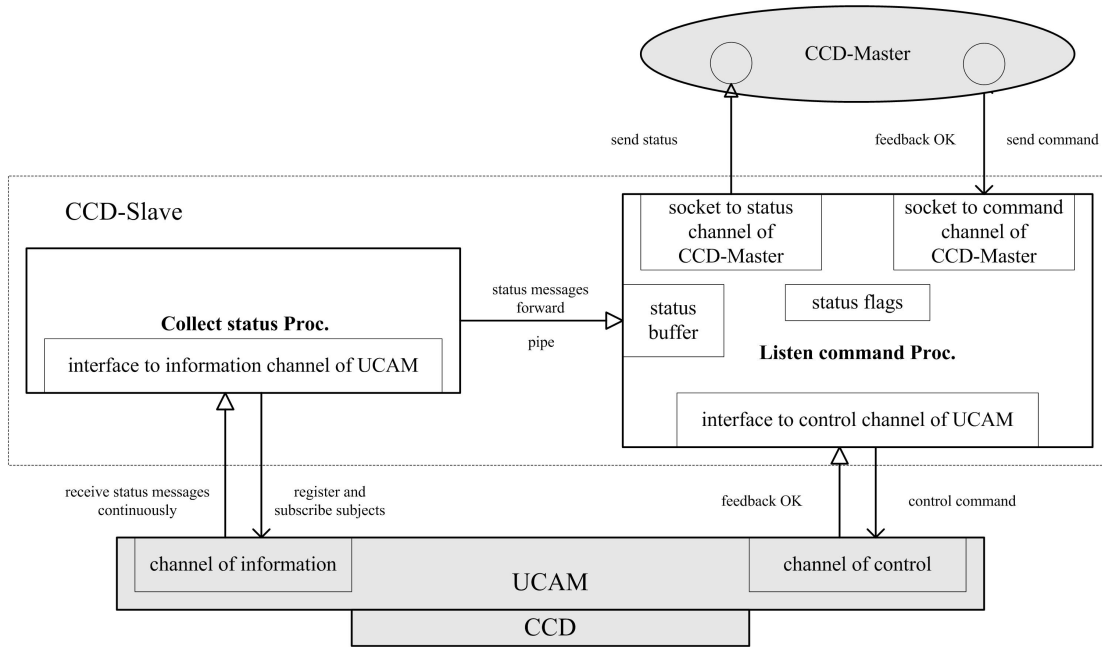 CCD-Master
send status
feedback OK
send command
CCD-Slave
socket to status
channel of
CCD-Master
socket to command
channel of
CCD-Master
status messages
forward
pipe
status
buffer
status flags
Collect status Proc.
Listen command Proc.
interface to information channel of UCAM
interface to control channel of UCAM
receive status messages
continuously
register and
subscribe subjects
feedback OK
control command
channel of information
channel of control
UCAM
CCD